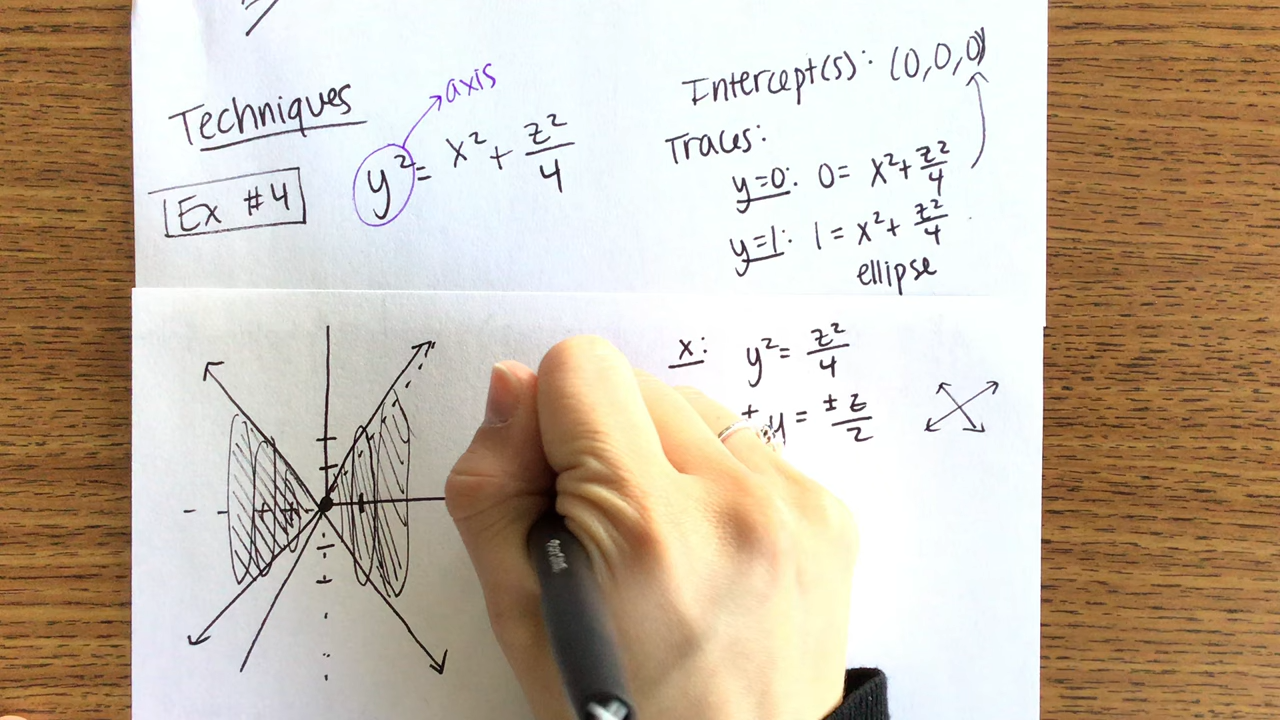 Techniques
axis
Ex #4
y² = x² + z²/4
Intercept(s): (0,0,0)
Traces:
y=0: 0 = x² + z²/4
y=1: 1 = x² + z²/4
ellipse
x: y² = z²/4
± y = ± z/2